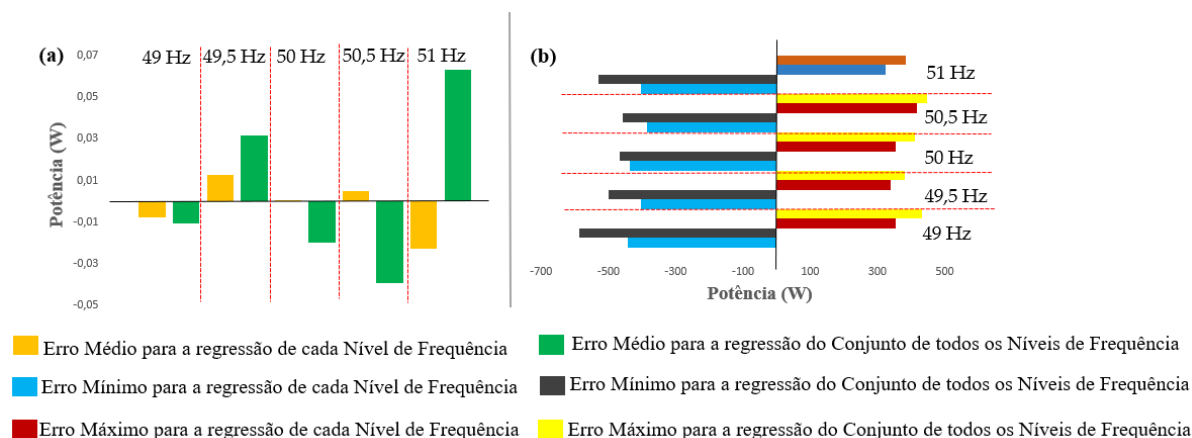 (a)
49 Hz 49,5 Hz 50 Hz 50,5 Hz 51 Hz
0,07
0,05
0,03
0,01
-0,01
-0,03
-0,05
Potência (W)
(b)
51 Hz
50,5 Hz
50 Hz
49,5 Hz
49 Hz
-700 -500 -300 -100 100 300 500
Potência (W)
Erro Médio para a regressão de cada Nível de Frequência
Erro Médio para a regressão do Conjunto de todos os Níveis de Frequência
Erro Mínimo para a regressão de cada Nível de Frequência
Erro Mínimo para a regressão do Conjunto de todos os Níveis de Frequência
Erro Máximo para a regressão de cada Nível de Frequência
Erro Máximo para a regressão do Conjunto de todos os Níveis de Frequência